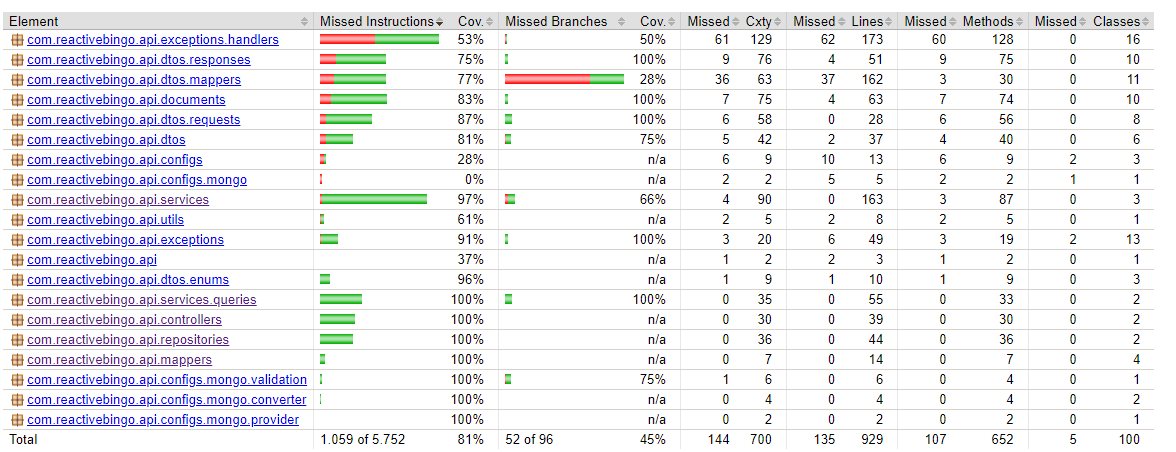 Element Missed Instructions Cov. Missed Branches Cov. Missed Cxty Missed Lines Missed Methods Missed Classes
com.reactivebingo.api.exceptions.handlers 53% 50% 61 129 62 173 60 128 0 16
com.reactivebingo.api.dtos.responses 75% 100% 9 76 4 51 9 75 0 10
com.reactivebingo.api.dtos.mappers 77% 28% 36 63 37 162 3 30 0 11
com.reactivebingo.api.documents 83% 100% 7 75 4 63 7 74 0 10
com.reactivebingo.api.dtos.requests 87% 100% 6 58 0 28 6 56 0 8
com.reactivebingo.api.dtos 81% 75% 5 42 2 37 4 40 0 6
com.reactivebingo.api.configs 28% n/a 6 9 10 13 6 9 2 3
com.reactivebingo.api.configs.mongo 0% n/a 2 2 5 5 2 2 1 1
com.reactivebingo.api.services 97% 66% 4 90 0 163 3 87 0 3
com.reactivebingo.api.utils 61% n/a 2 5 2 8 2 5 0 1
com.reactivebingo.api.exceptions 91% 100% 3 20 6 49 3 19 2 13
com.reactivebingo.api 37% n/a 1 2 2 3 1 2 0 1
com.reactivebingo.api.dtos.enums 96% n/a 1 9 1 10 1 9 0 3
com.reactivebingo.api.services.queries 100% 100% 0 35 0 55 0 33 0 2
com.reactivebingo.api.controllers 100% n/a 0 30 0 39 0 30 0 2
com.reactivebingo.api.repositories 100% n/a 0 36 0 44 0 36 0 2
com.reactivebingo.api.mappers 100% n/a 0 7 0 14 0 7 0 4
com.reactivebingo.api.configs.mongo.validation 100% 75% 1 6 0 6 0 4 0 1
com.reactivebingo.api.configs.mongo.converter 100% n/a 0 4 0 4 0 4 0 2
com.reactivebingo.api.configs.mongo.provider 100% n/a 0 2 0 2 0 2 0 1
Total 1.059 of 5.752 81% 52 of 96 45% 144 700 135 929 107 652 5 100